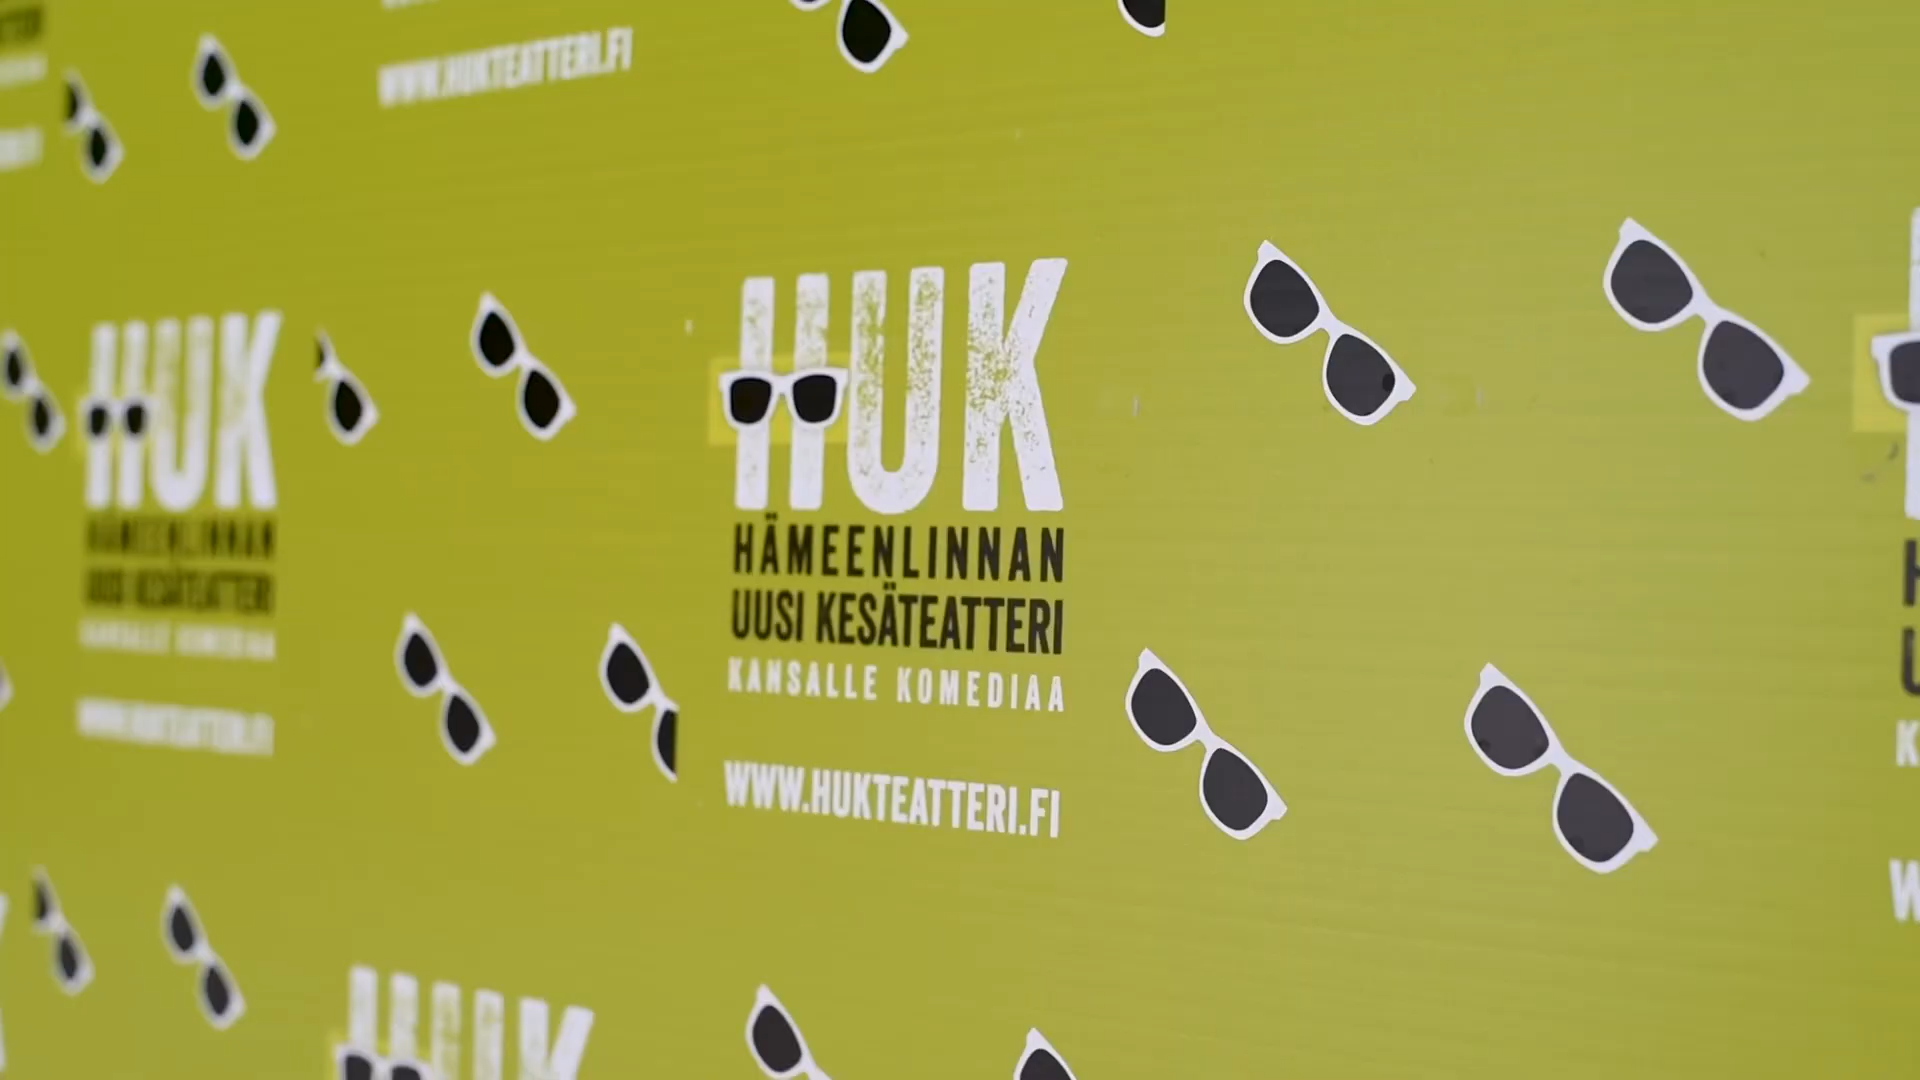 WWW.HUKTEATTERI.FI
HUK
HÄMEENLINNAN
UUSI KESÄTEATTERI
KANSALLE KOMEDIAA
WWW.HUKTEATTERI.FI
HUK
HÄMEENLINNAN
UUSI KESÄTEATTERI
KANSALLE KOMEDIAA
WWW.HUKTEATTERI.FI
HUK